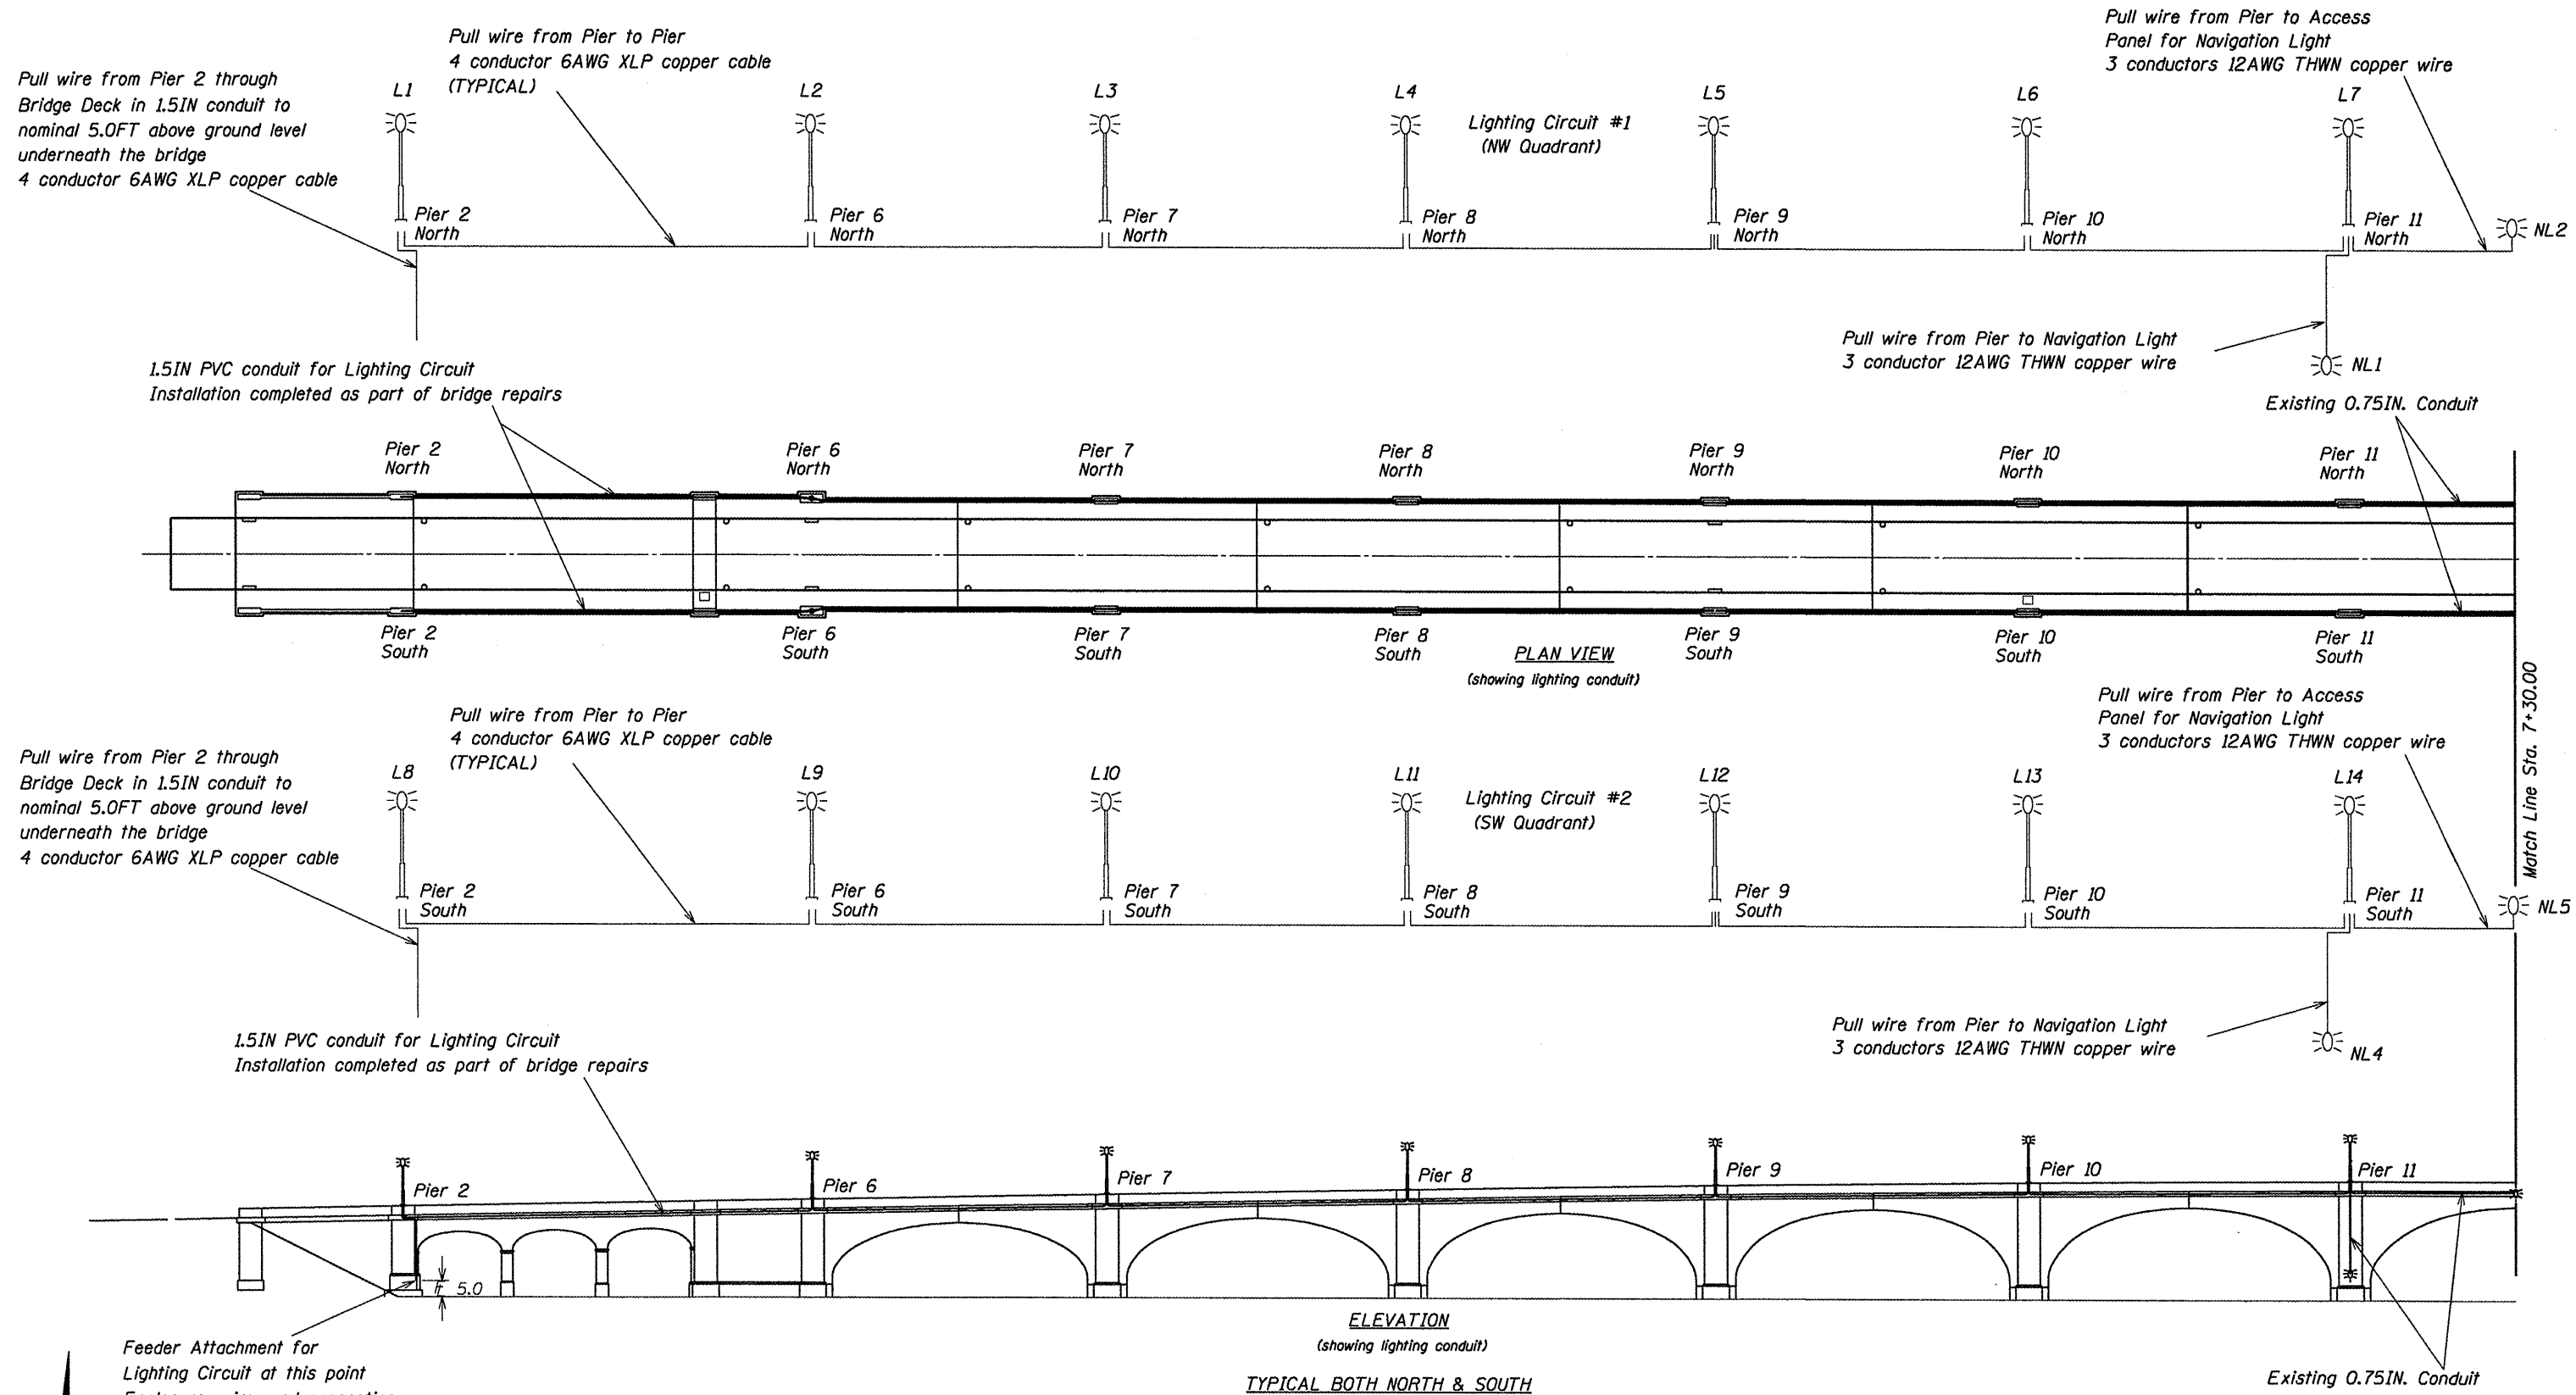 Pull wire from Pier 2 through
Bridge Deck in 1.5IN conduit to
nominal 5.0FT above ground level
underneath the bridge
4 conductor 6AWG XLP copper cable
Pull wire from Pier to Pier
4 conductor 6AWG XLP copper cable
(TYPICAL)
Pull wire from Pier to Access
Panel for Navigation Light
3 conductors 12AWG THWN copper wire
L1
L2
L3
L4
Lighting Circuit #1
(NW Quadrant)
L5
L6
L7
Pier 2
North
Pier 6
North
Pier 7
North
Pier 8
North
Pier 9
North
Pier 10
North
Pier 11
North
NL2
Pull wire from Pier to Navigation Light
3 conductor 12AWG THWN copper wire
NL1
1.5IN PVC conduit for Lighting Circuit
Installation completed as part of bridge repairs
Existing 0.75IN. Conduit
Pier 2
North
Pier 6
North
Pier 7
North
Pier 8
North
Pier 9
North
Pier 10
North
Pier 11
North
Pier 2
South
Pier 6
South
Pier 7
South
Pier 8
South
Pier 9
South
Pier 10
South
Pier 11
South
PLAN VIEW
(showing lighting conduit)
Match Line Sta. 7+30.00
Pull wire from Pier 2 through
Bridge Deck in 1.5IN conduit to
nominal 5.0FT above ground level
underneath the bridge
4 conductor 6AWG XLP copper cable
Pull wire from Pier to Pier
4 conductor 6AWG XLP copper cable
(TYPICAL)
Pull wire from Pier to Access
Panel for Navigation Light
3 conductors 12AWG THWN copper wire
L8
L9
L10
L11
Lighting Circuit #2
(SW Quadrant)
L12
L13
L14
Pier 2
South
Pier 6
South
Pier 7
South
Pier 8
South
Pier 9
South
Pier 10
South
Pier 11
South
NL5
Pull wire from Pier to Navigation Light
3 conductors 12AWG THWN copper wire
NL4
1.5IN PVC conduit for Lighting Circuit
Installation completed as part of bridge repairs
Pier 2
Pier 6
Pier 7
Pier 8
Pier 9
Pier 10
Pier 11
5.0
ELEVATION
(showing lighting conduit)
TYPICAL BOTH NORTH & SOUTH
Feeder Attachment for
Lighting Circuit at this point
Existing 0.75IN. Conduit